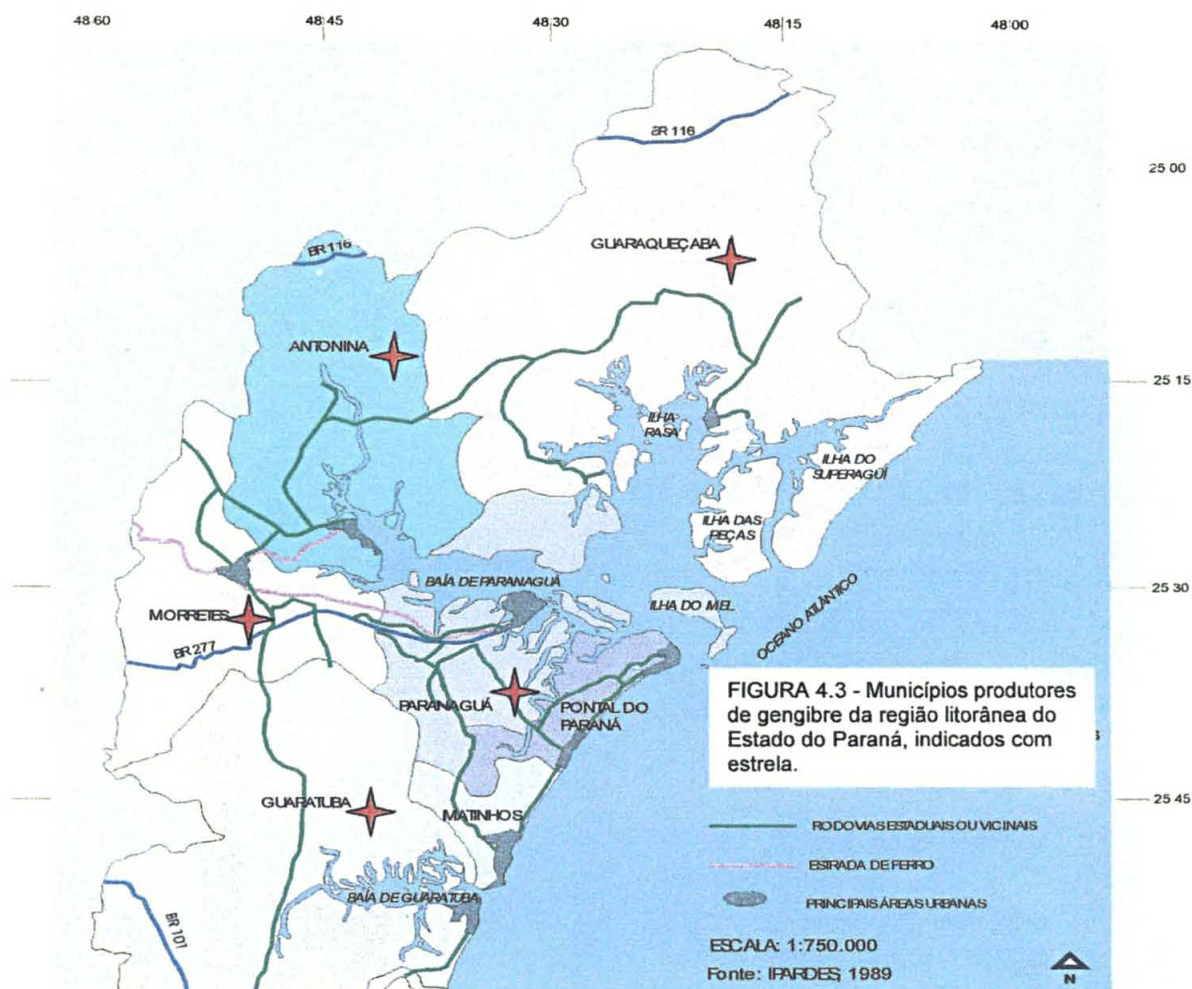 48 60
48 45
48 30
48 15
48 00
BR 116
25 00
GUARAQUEÇABA
BR 116
ANTONINA
25 15
ILHA
RASA
ILHA DO
SUPERAGÜÍ
ILHA DAS
PEÇAS
BAÍA DE PARANAGUÁ
25 30
ILHA DO MEL
MORRETES
OCEANO ATLÂNTICO
BR 277
PARANAGUÁ
PONTAL DO
PARANÁ
FIGURA 4.3 - Municípios produtores
de gengibre da região litorânea do
Estado do Paraná, indicados com
estrela.
S
GUARATUBA
MATINHOS
25 45
RODOVIAS ESTADUAIS OU VICINAIS
ESTRADA DE FERRO
BAÍA DE GUARATUBA
PRINCIPAIS ÁREAS URBANAS
BR 101
ESCALA: 1:750.000
Fonte: IPARDES, 1989
N